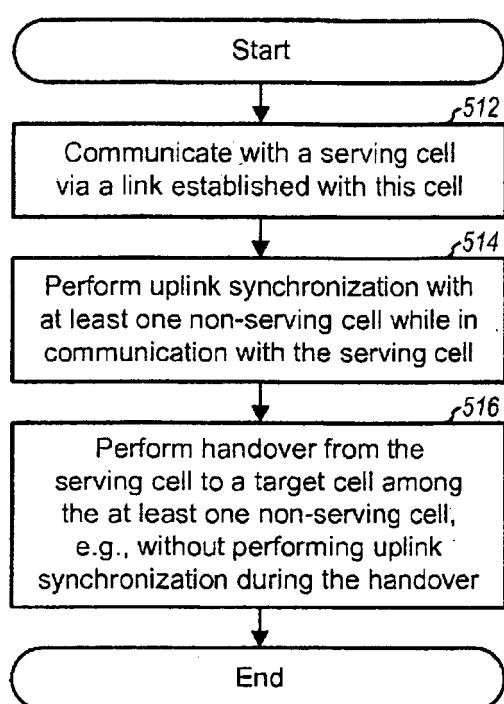 Start
512
Communicate with a serving cell
via a link established with this cell
514
Perform uplink synchronization with
at least one non-serving cell while in
communication with the serving cell
516
Perform handover from the
serving cell to a target cell among
the at least one non-serving cell,
e.g., without performing uplink
synchronization during the handover
End